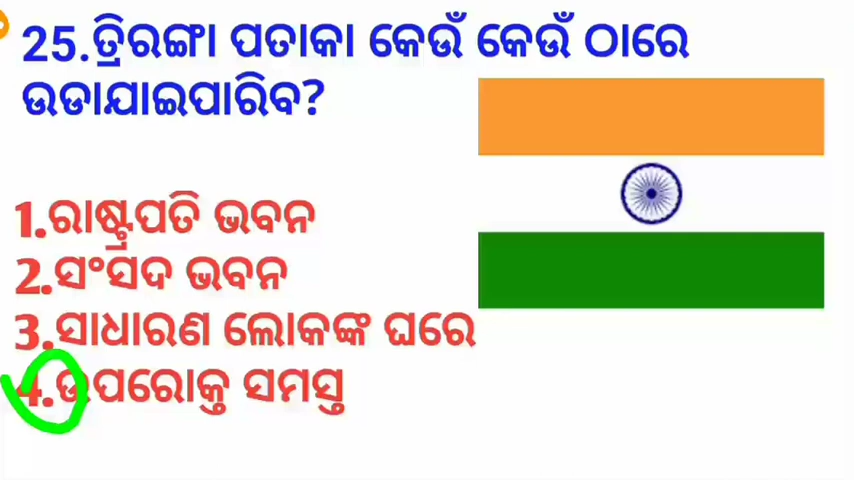 25.ତ୍ରିରଙ୍ଗା ପତାକା କେଉଁ କେଉଁ ଠାରେ
ଉଡାଯାଇପାରିବ?
1.ରାଷ୍ଟ୍ରପତି ଭବନ
2.ସଂସଦ ଭବନ
3.ସାଧାରଣ ଲୋକଙ୍କ ଘରେ
4.ଉପରୋକ୍ତ ସମସ୍ତ